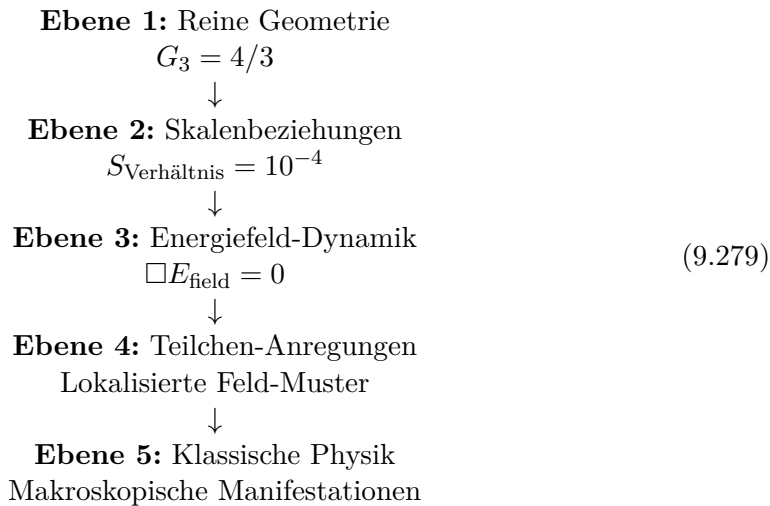 Ebene 1: Reine Geometrie
G₃ = 4/3
↓
Ebene 2: Skalenbeziehungen
S_Verhältnis = 10⁻⁴
↓
Ebene 3: Energiefeld-Dynamik
□E_field = 0
(9.279)
↓
Ebene 4: Teilchen-Anregungen
Lokalisierte Feld-Muster
↓
Ebene 5: Klassische Physik
Makroskopische Manifestationen